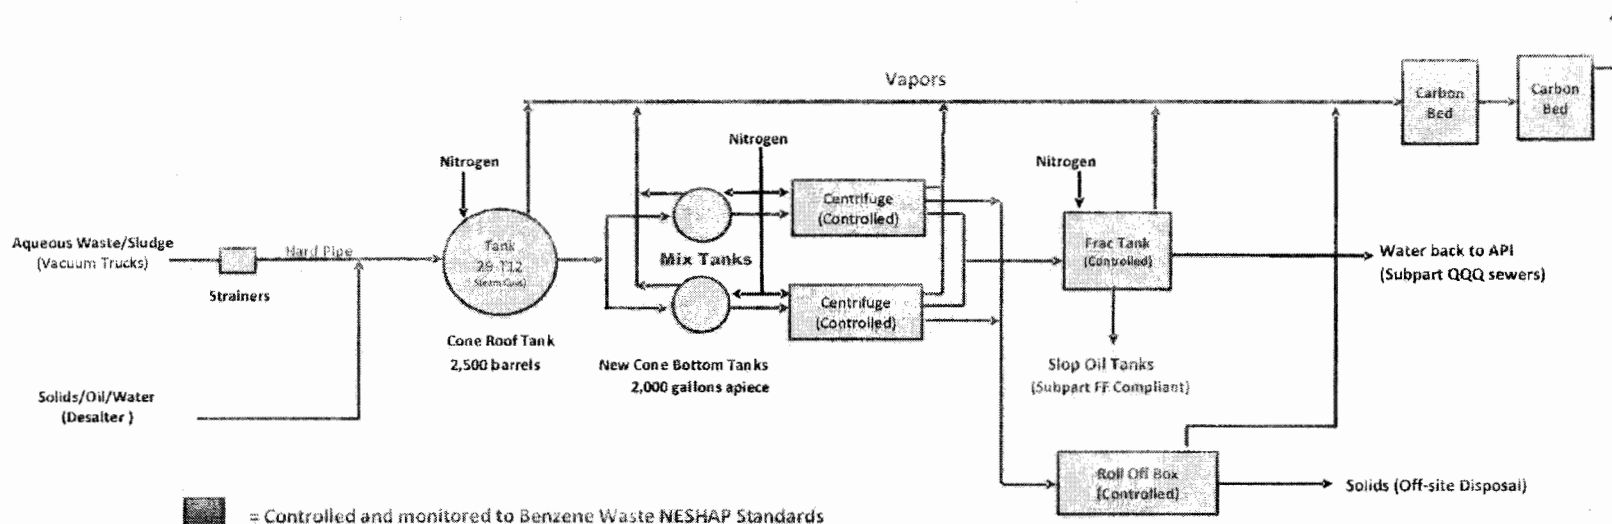 Vapors
Carbon
Bed
Carbon
Bed
Nitrogen
Nitrogen
Nitrogen
Aqueous Waste/Sludge
(Vacuum Trucks)
Hard Pipe
Strainers
Tank
29-T12
Cone Roof Tank
2,500 barrels
Mix Tanks
New Cone Bottom Tanks
2,000 gallons apiece
Centrifuge
(Controlled)
Centrifuge
(Controlled)
Frac Tank
(Controlled)
Water back to API
(Subpart QQQ sewers)
Slop Oil Tanks
(Subpart FF Compliant)
Solids/Oil/Water
(Desalter )
Roll Off Box
(Controlled)
Solids (Off-site Disposal)
= Controlled and monitored to Benzene Waste NESHAP Standards